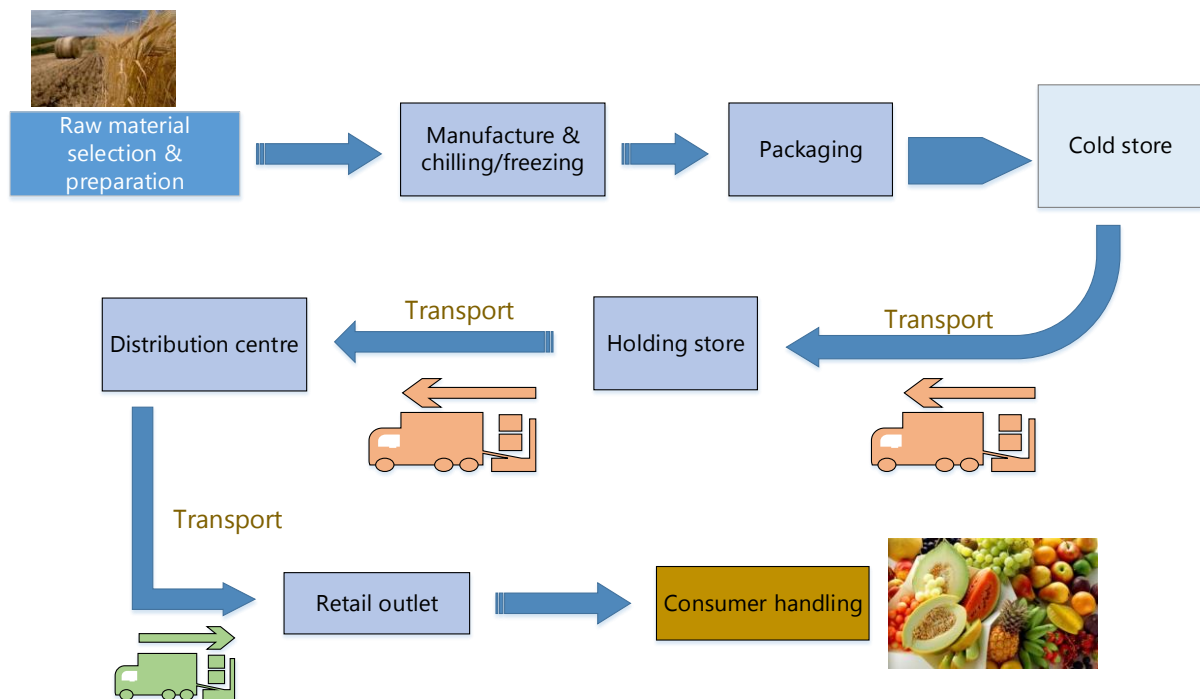 Raw material
selection &
preparation
Manufacture &
chilling/freezing
Packaging
Cold store
Transport
Holding store
Transport
Distribution centre
Transport
Retail outlet
Consumer handling